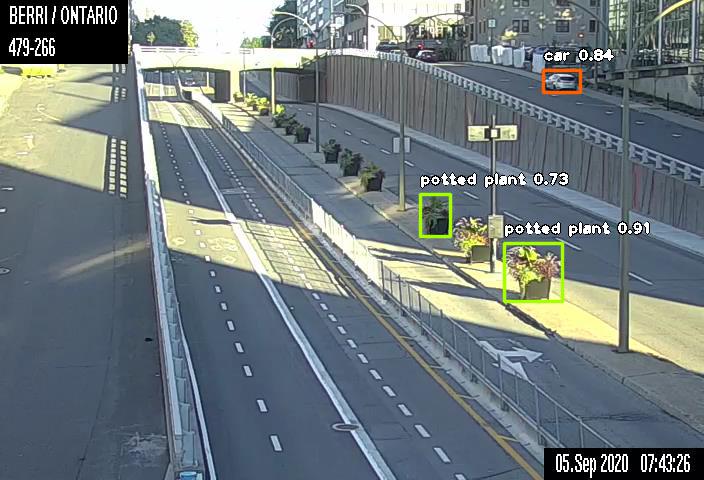 BERRI / ONTARIO
479-266
car 0.84
potted plant 0.73
potted plant 0.91
05.Sep 2020 07:43:26